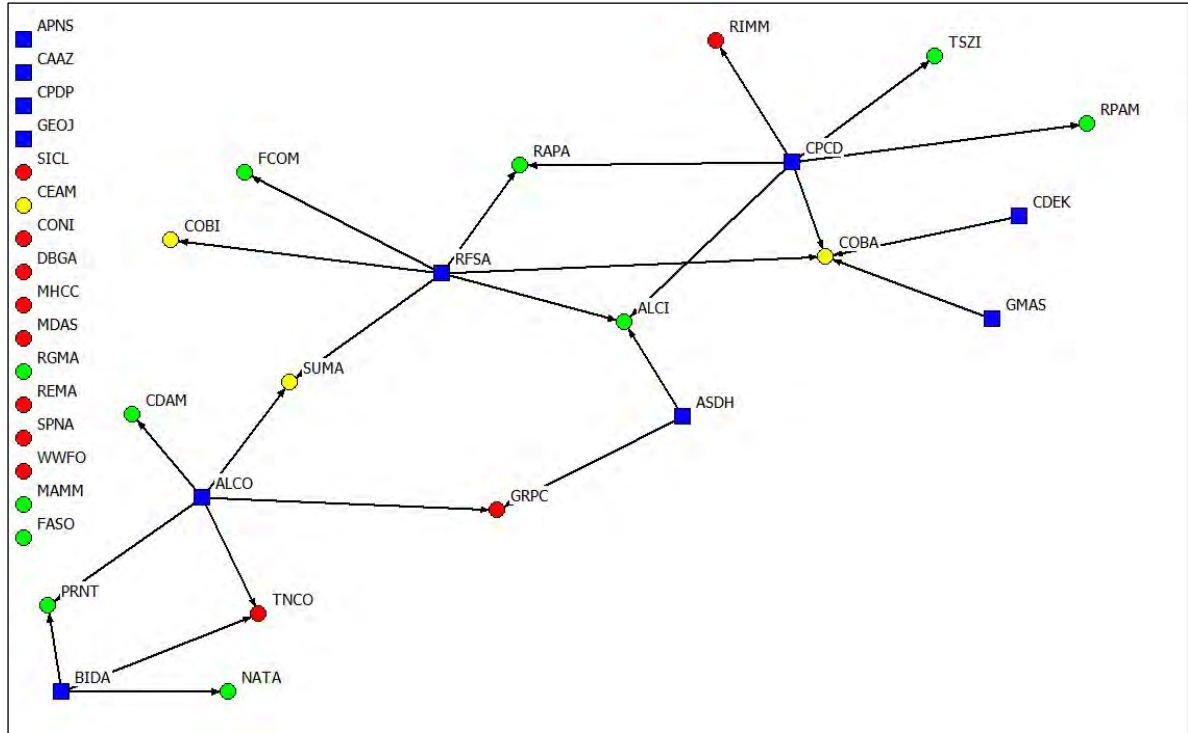 APNS
CAAZ
CPDP
GEOJ
SICL
CEAM
CONI
DBGA
MHCC
MDAS
RGMA
REMA
SPNA
WWFO
MAMM
FASO
RIMM
TSZI
RPAM
FCOM
RAPA
CPCD
CDEK
COBI
RFSA
COBA
ALCI
GMAS
SUMA
CDAM
ASDH
ALCO
GRPC
PRNT
TNCO
BIDA
NATA